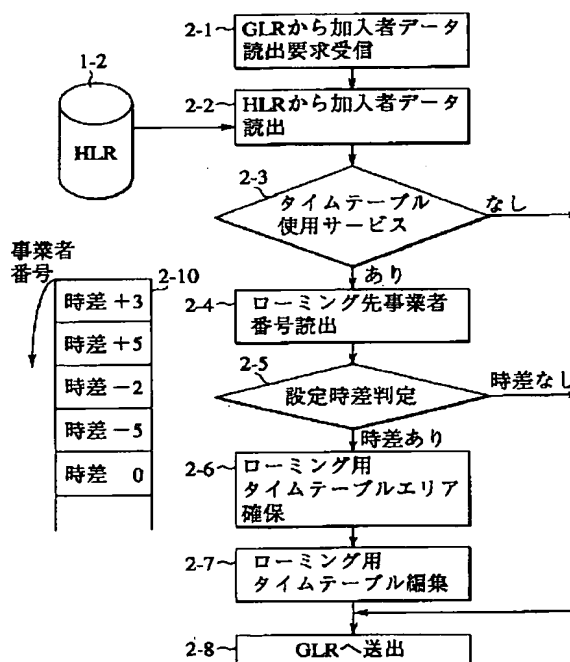 2-1
GLRから加入者データ
読出要求受信
1-2
HLR
2-2
HLRから加入者データ
読出
2-3
タイムテーブル
使用サービス
なし
あり
事業者
番号
2-10
時差 +3
時差 +5
時差 -2
時差 -5
時差 0
2-4
ローミング先事業者
番号読出
2-5
設定時差判定
時差なし
時差あり
2-6
ローミング用
タイムテーブルエリア
確保
2-7
ローミング用
タイムテーブル編集
2-8
GLRへ送出